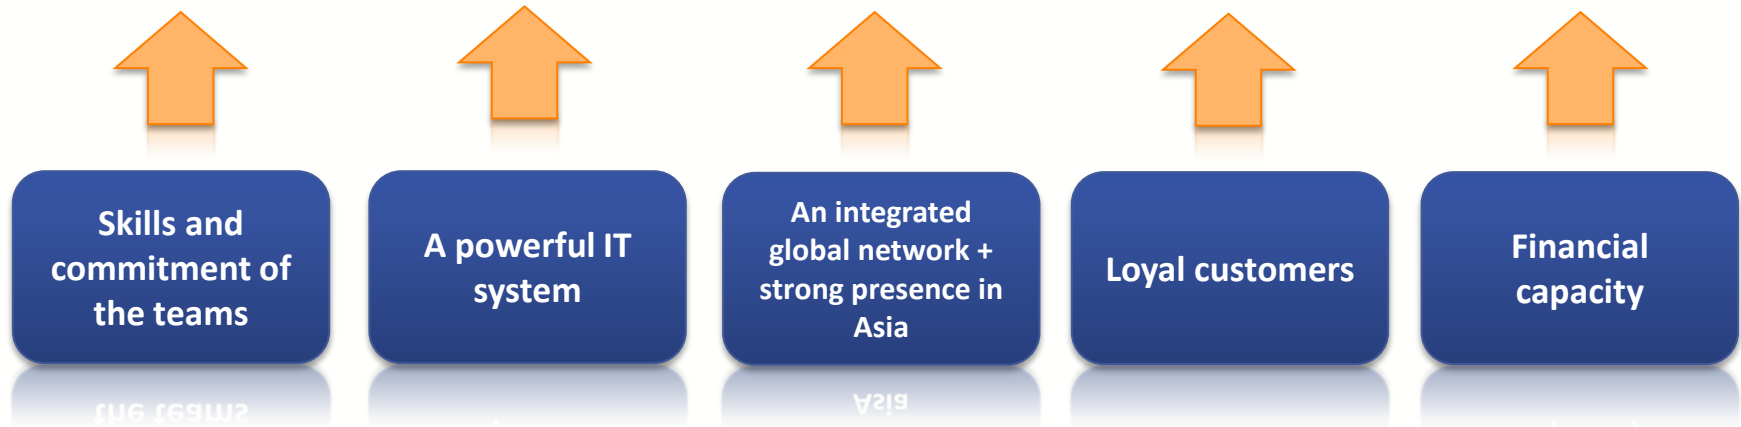 Skills and
commitment of
the teams
A powerful IT
system
An integrated
global network +
strong presence in
Asia
Loyal customers
Financial
capacity